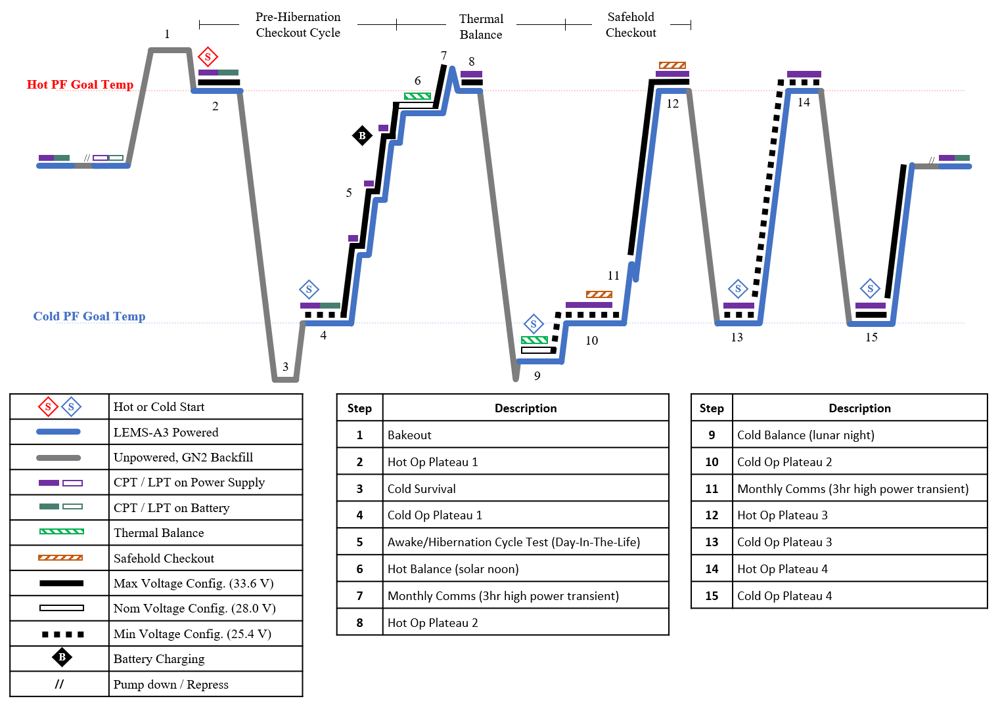 Pre-Hibernation
Checkout Cycle
Thermal
Balance
Safehold
Checkout
1
S
Hot PF Goal Temp
2
//
7
8
6
B
5
12
14
//
S
Cold PF Goal Temp
4
3
S
9
11
10
S
13
S
15
S S Hot or Cold Start
LEMS-A3 Powered
Unpowered, GN2 Backfill
CPT / LPT on Power Supply
CPT / LPT on Battery
Thermal Balance
Safehold Checkout
Max Voltage Config. (33.6 V)
Nom Voltage Config. (28.0 V)
Min Voltage Config. (25.4 V)
B Battery Charging
// Pump down / Repress
Step Description
1 Bakeout
2 Hot Op Plateau 1
3 Cold Survival
4 Cold Op Plateau 1
5 Awake/Hibernation Cycle Test (Day-In-The-Life)
6 Hot Balance (solar noon)
7 Monthly Comms (3hr high power transient)
8 Hot Op Plateau 2
Step Description
9 Cold Balance (lunar night)
10 Cold Op Plateau 2
11 Monthly Comms (3hr high power transient)
12 Hot Op Plateau 3
13 Cold Op Plateau 3
14 Hot Op Plateau 4
15 Cold Op Plateau 4